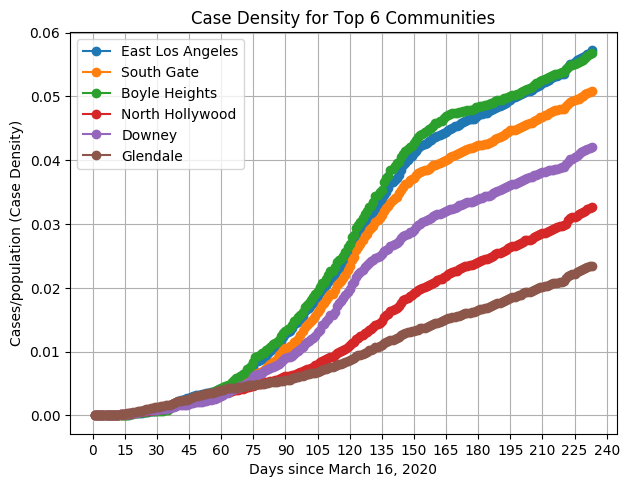 Case Density for Top 6 Communities
East Los Angeles
South Gate
Boyle Heights
North Hollywood
Downey
Glendale
Cases/population (Case Density)
0.06
0.05
0.04
0.03
0.02
0.01
0.00
0 15 30 45 60 75 90 105 120 135 150 165 180 195 210 225 240
Days since March 16, 2020